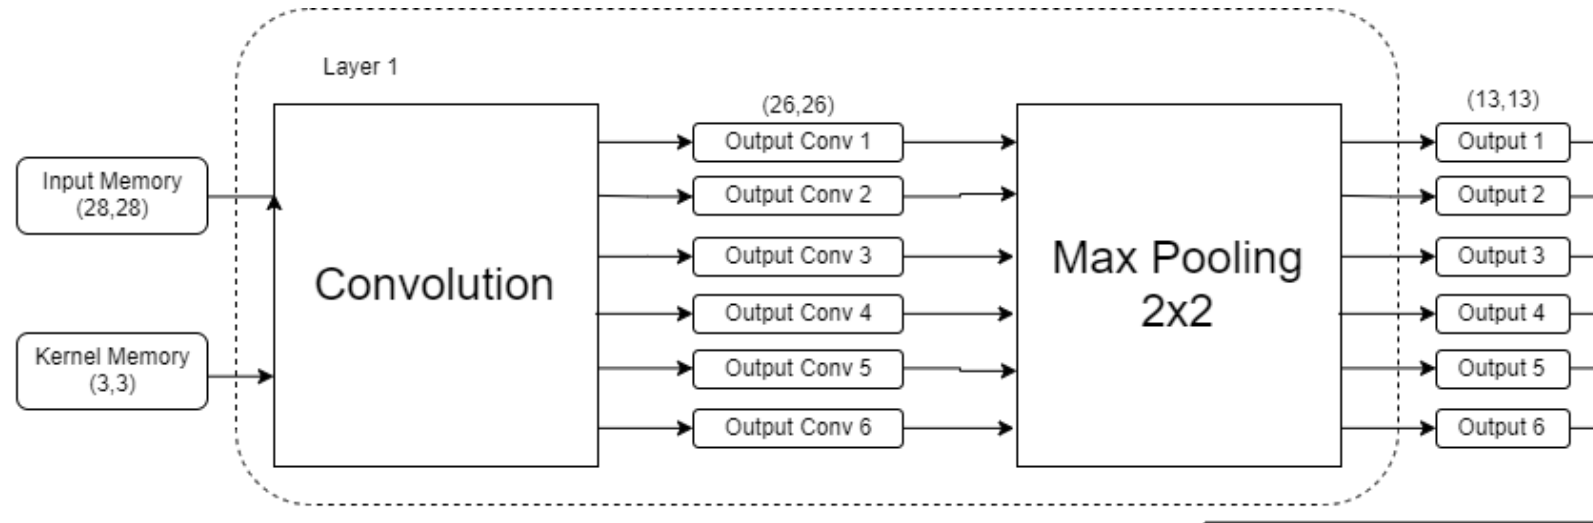 Layer 1
Input Memory
(28,28)
Kernel Memory
(3,3)
Convolution
(26,26)
Output Conv 1
Output Conv 2
Output Conv 3
Output Conv 4
Output Conv 5
Output Conv 6
Max Pooling
2x2
(13,13)
Output 1
Output 2
Output 3
Output 4
Output 5
Output 6